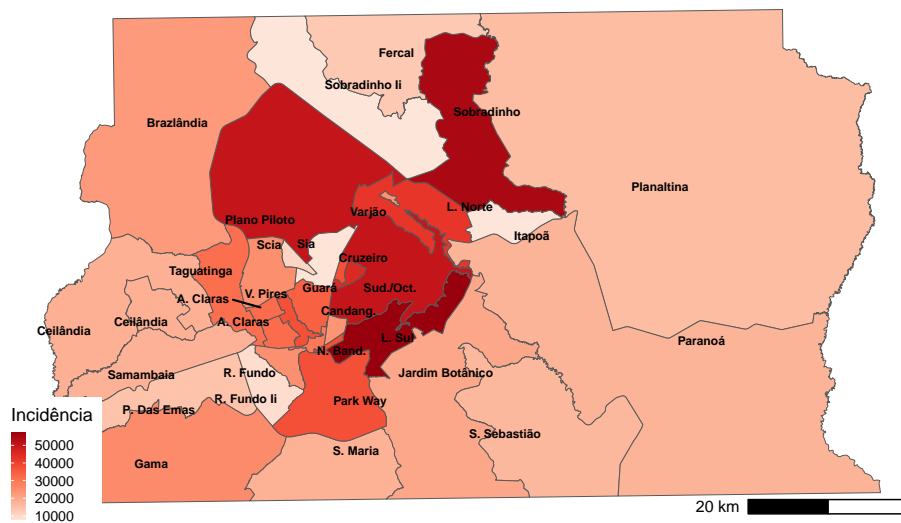 Fercal
Sobradinho Ii
Sobradinho
Brazlândia
Planaltina
Plano Piloto
Varjão
L. Norte
Itapoã
Scia
Sia
Cruzeiro
Taguatinga
V. Pires
Guará
Sud./Oct.
A. Claras
Candang.
Ceilândia
Ceilândia
A. Claras
L. Sul
Paranoá
N. Band.
Samambaia
R. Fundo
Jardim Botânico
R. Fundo Ii
Park Way
P. Das Emas
S. Sebastião
S. Maria
Gama
Incidência
50000
40000
30000
20000
10000
20 km